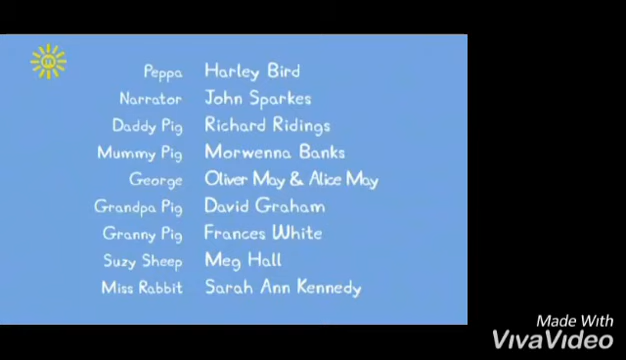 Peppa Harley Bird
Narrator John Sparkes
Daddy Pig Richard Ridings
Mummy Pig Morwenna Banks
George Oliver May & Alice May
Grandpa Pig David Graham
Granny Pig Frances White
Suzy Sheep Meg Hall
Miss Rabbit Sarah Ann Kennedy
Made With
VivaVideo